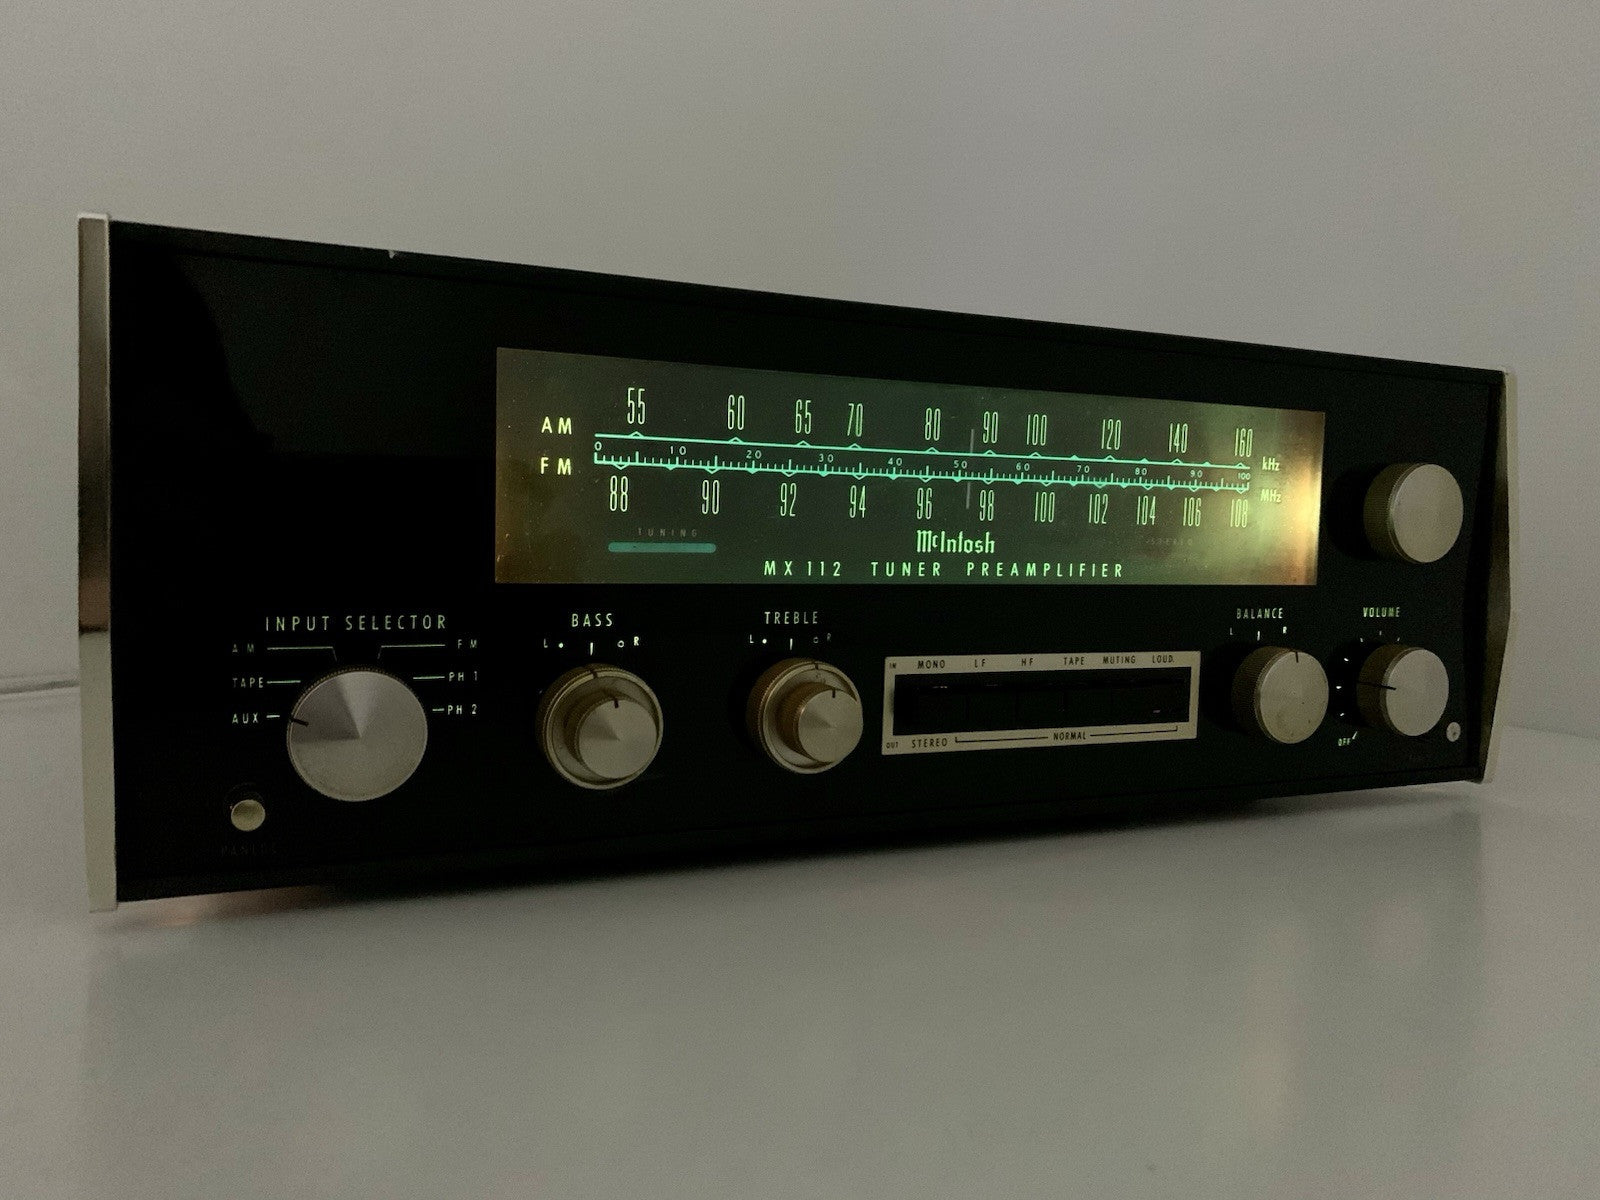 55 60 65 70 80 90 100 120 140 160
AM kHz
0 10 20 30 40 50 60 70 80 90 100
FM MHz
88 90 92 94 96 98 100 102 104 106 108
TUNING STEREO
McIntosh
MX 112 TUNER PREAMPLIFIER
INPUT SELECTOR
AM FM
TAPE PH 1
AUX PH 2
PANLOC
BASS
L R
TREBLE
L R
IN MONO LF HF TAPE MUTING LOUD.
OUT STEREO NORMAL
BALANCE
L R
VOLUME
OFF